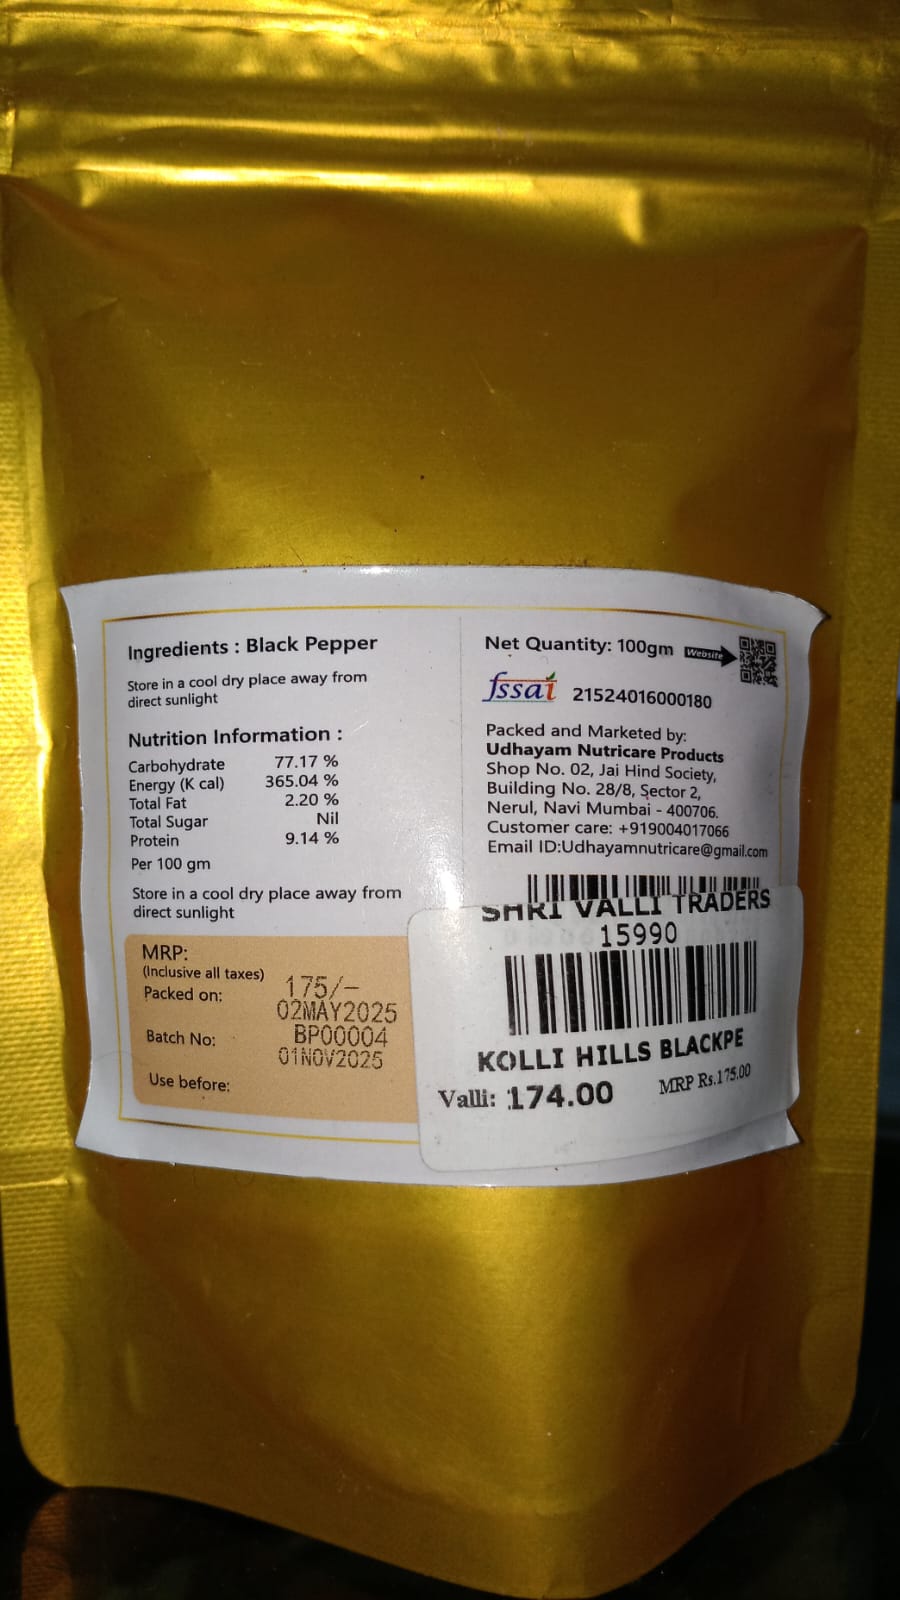 Ingredients : Black Pepper
Store in a cool dry place away from
direct sunlight
Nutrition Information :
Carbohydrate 77.17 %
Energy (K cal) 365.04 %
Total Fat 2.20 %
Total Sugar Nil
Protein 9.14 %
Per 100 gm
Store in a cool dry place away from
direct sunlight
MRP:
(Inclusive all taxes) 175/-
Packed on: 02MAY2025
Batch No: BP00004
01NOV2025
Use before:
Net Quantity: 100gm Website
fssai 21524016000180
Packed and Marketed by:
Udhayam Nutricare Products
Shop No. 02, Jai Hind Society,
Building No. 28/8, Sector 2,
Nerul, Navi Mumbai - 400706.
Customer care: +919004017066
Email ID:Udhayamnutricare@gmail.com
SHRI VALLI TRADERS
15990
KOLLI HILLS BLACKPE
Valli: 174.00 MRP Rs.175.00